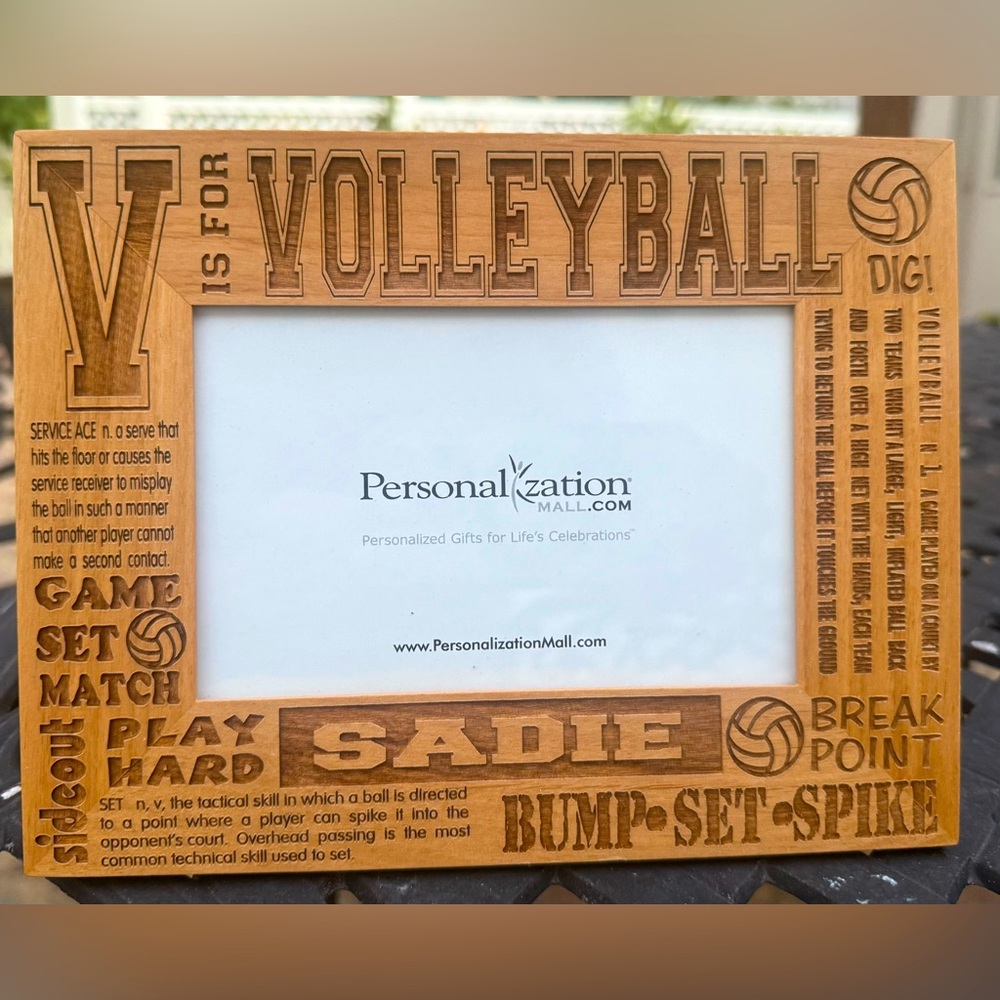 V
IS FOR
VOLLEYBALL
DIG!
VOLLEYBALL n 1. A GAME PLAYED ON A COURT BY
TWO TEAMS WHO HIT A LARGE, LIGHT, INFLATED BALL BACK
AND FORTH OVER A HIGH NET WITH THE HANDS, EACH TEAM
TRYING TO RETURN THE BALL BEFORE IT TOUCHES THE GROUND
SERVICE ACE n. a serve that
hits the floor or causes the
service receiver to misplay
the ball in such a manner
that another player cannot
make a second contact.
GAME
SET
MATCH
Personalization®
MALL.COM
Personalized Gifts for Life's Celebrations™
www.PersonalizationMall.com
sideout
PLAY
HARD
SADIE
BREAK
POINT
SET n, v, the tactical skill in which a ball is directed
to a point where a player can spike it into the
opponent's court. Overhead passing is the most
common technical skill used to set.
BUMP•SET•SPIKE